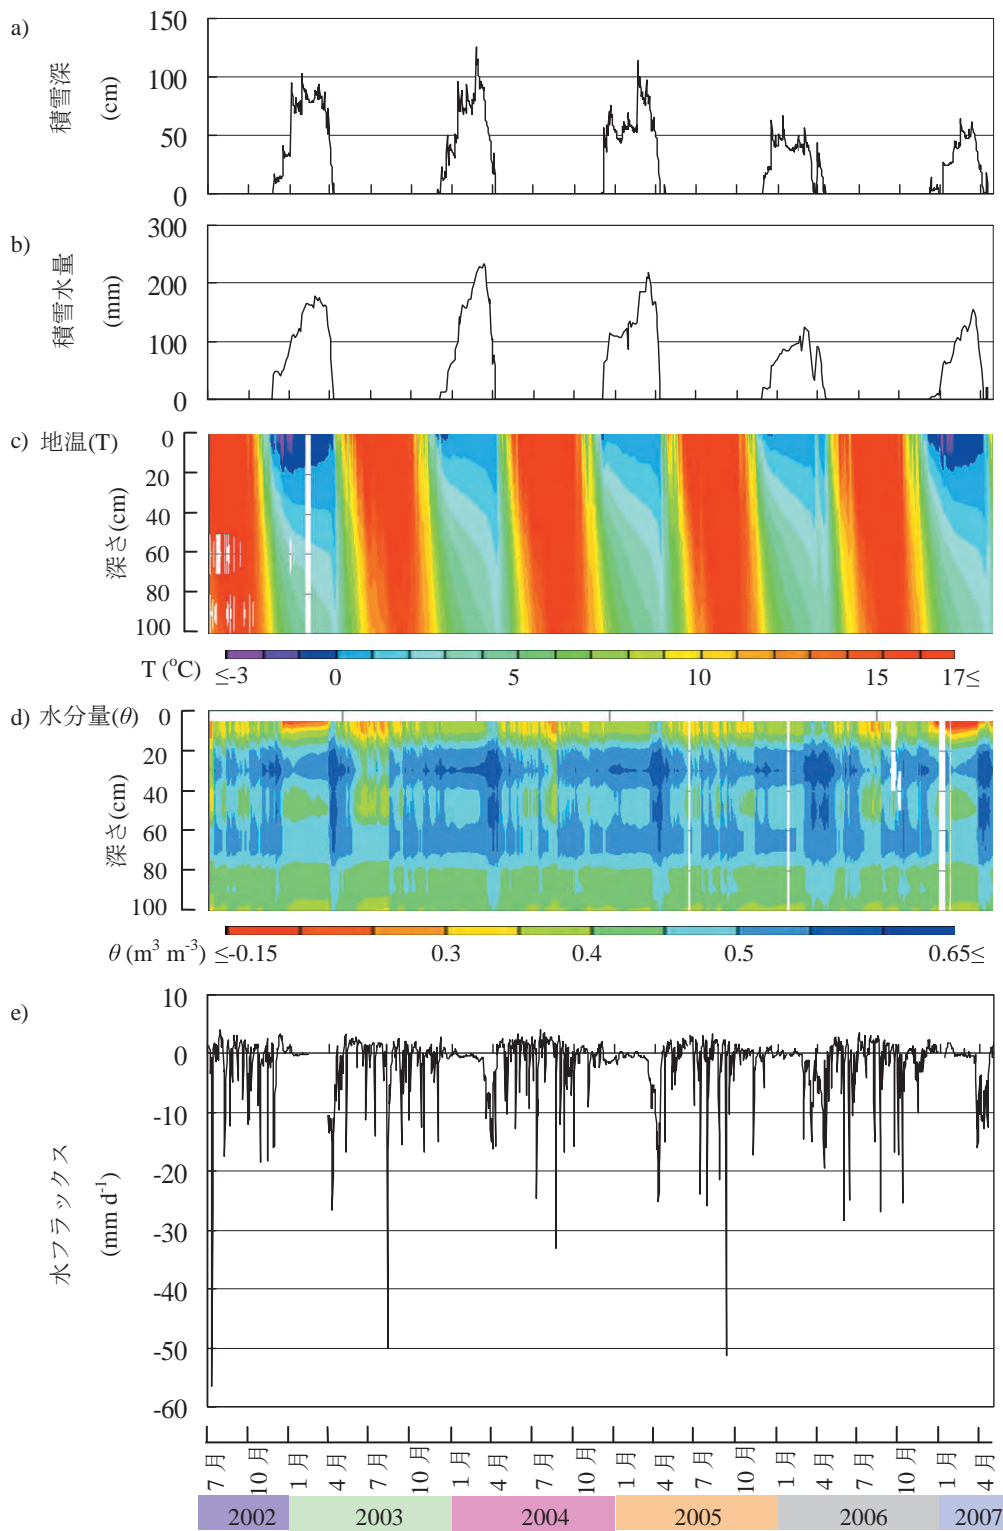 a)
積雪深
(cm)
150
100
50
0
b)
積雪水量
(mm)
300
200
100
0
c) 地温(T)
深さ(cm)
0
20
40
60
80
100
T (°C)
≤-3 0 5 10 15 17≤
d) 水分量(θ)
深さ(cm)
0
20
40
60
80
100
θ (m³ m⁻³) ≤-0.15 0.3 0.4 0.5 0.65≤
e)
水フラックス
(mm d⁻¹)
10
0
-10
-20
-30
-40
-50
-60
7月 10月 1月 4月 7月 10月 1月 4月 7月 10月 1月 4月 7月 10月 1月 4月 7月 10月 1月 4月
2002 2003 2004 2005 2006 2007